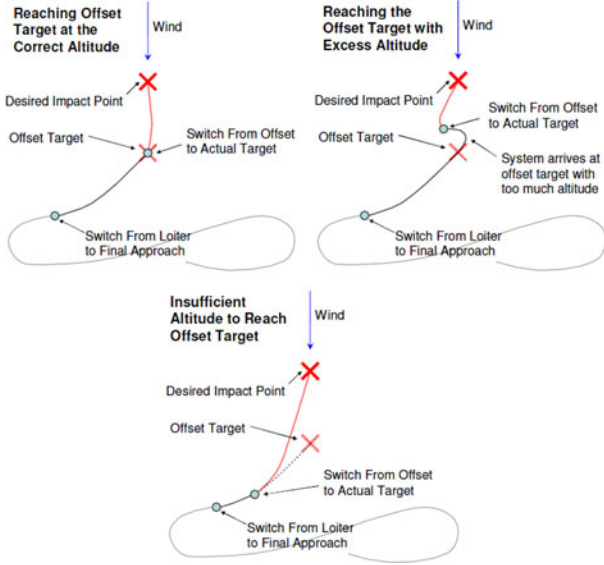 Reaching Offset
Target at the
Correct Altitude
Wind
Desired Impact Point
Offset Target
Switch From Offset
to Actual Target
Switch From Loiter
to Final Approach
Reaching the
Offset Target with
Excess Altitude
Wind
Desired Impact Point
Switch From Offset
to Actual Target
Offset Target
System arrives at
offset target with
too much altitude
Switch From Loiter
to Final Approach
Insufficient
Altitude to Reach
Offset Target
Wind
Desired Impact Point
Offset Target
Switch From Offset
to Actual Target
Switch From Loiter
to Final Approach